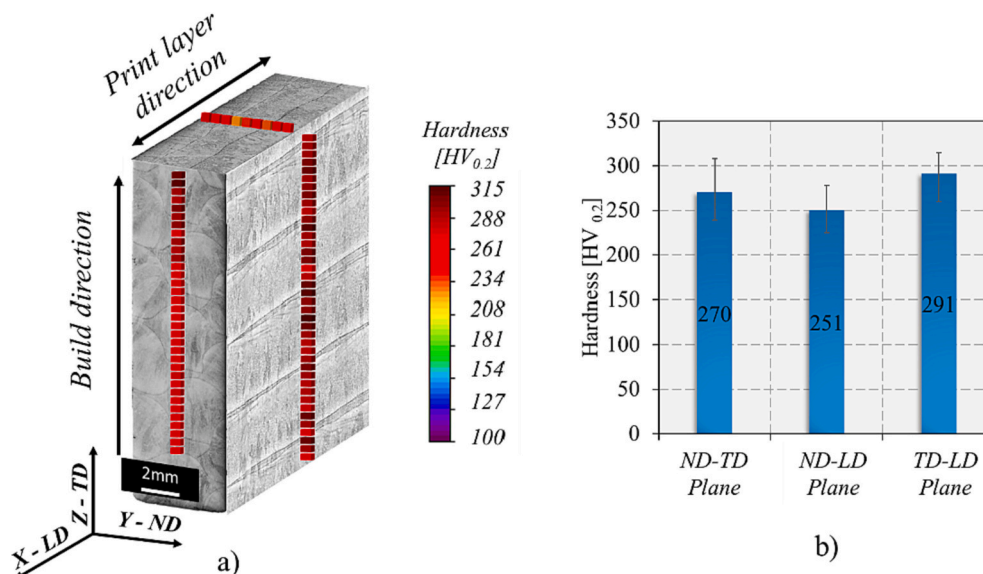 Print layer
direction
Build direction
2mm
Z - TD
X - LD
Y - ND
a)
Hardness
[HV0.2]
315
288
261
234
208
181
154
127
100
Hardness [HV0.2]
350
300
250
200
150
100
50
0
270
251
291
ND-TD
Plane
ND-LD
Plane
TD-LD
Plane
b)